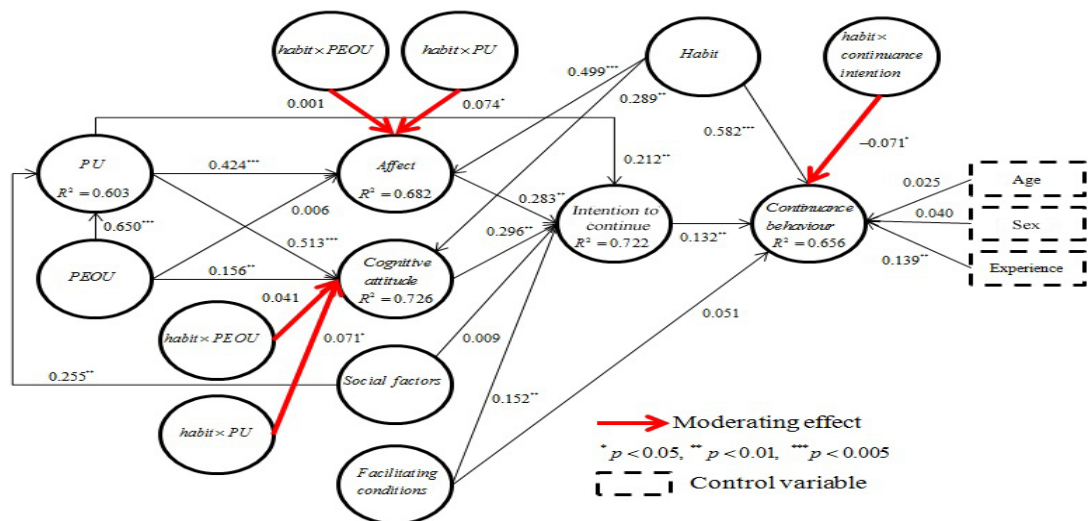 habit×PEOU
habit×PU
Habit
habit×
continuance
intention
0.499***
0.001
0.074*
0.289**
0.582***
−0.071*
PU
R² = 0.603
0.424***
Affect
R² = 0.682
0.212**
0.025
Age
0.006
0.283**
Intention to
continue
R² = 0.722
0.132**
Continuance
behaviour
R² = 0.656
0.040
Sex
0.650***
0.513***
0.296**
0.139**
Experience
PEOU
0.156**
Cognitive
attitude
R² = 0.726
0.041
0.051
habit×PEOU
0.071*
0.009
0.255**
Social factors
0.152**
habit×PU
Moderating effect
* p < 0.05, ** p < 0.01, *** p < 0.005
Facilitating
conditions
Control variable